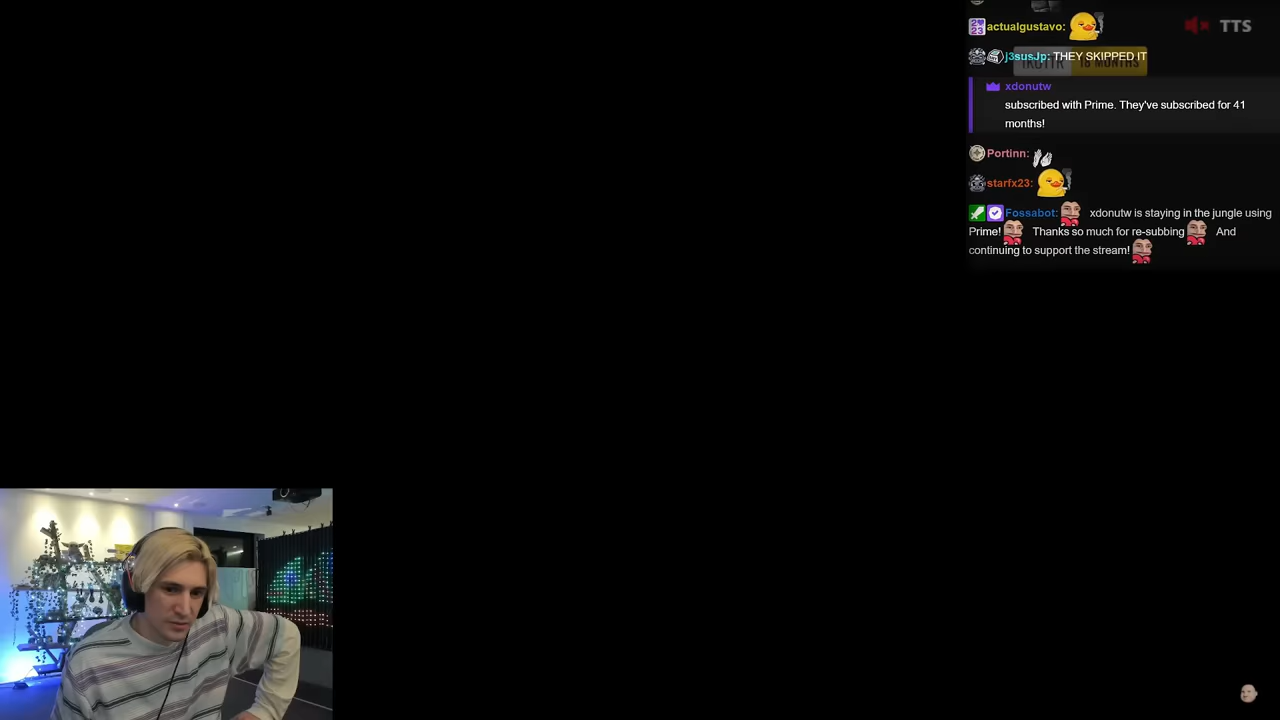 actualgustavo:
TTS
j3susJp: THEY SKIPPED IT
18 MONTHS
xdonutw
subscribed with Prime. They've subscribed for 41
months!
Portinn:
starfx23:
Fossabot: xdonutw is staying in the jungle using
Prime! Thanks so much for re-subbing And
continuing to support the stream!